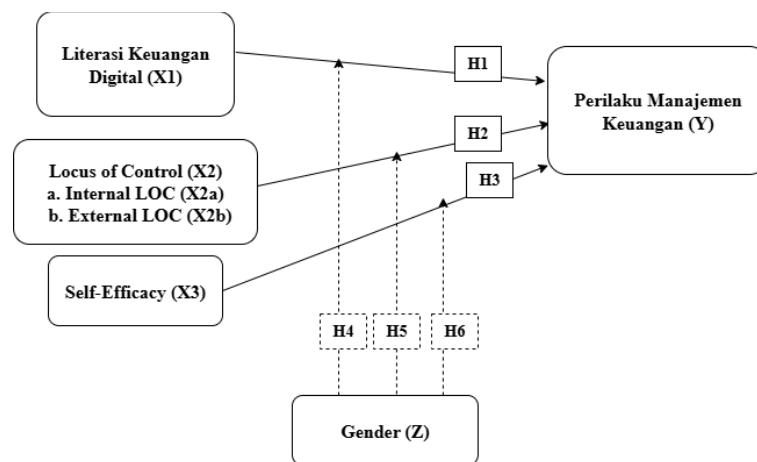 Literasi Keuangan
Digital (X1)
H1
Perilaku Manajemen
Keuangan (Y)
H2
Locus of Control (X2)
a. Internal LOC (X2a)
b. External LOC (X2b)
H3
Self-Efficacy (X3)
H4
H5
H6
Gender (Z)